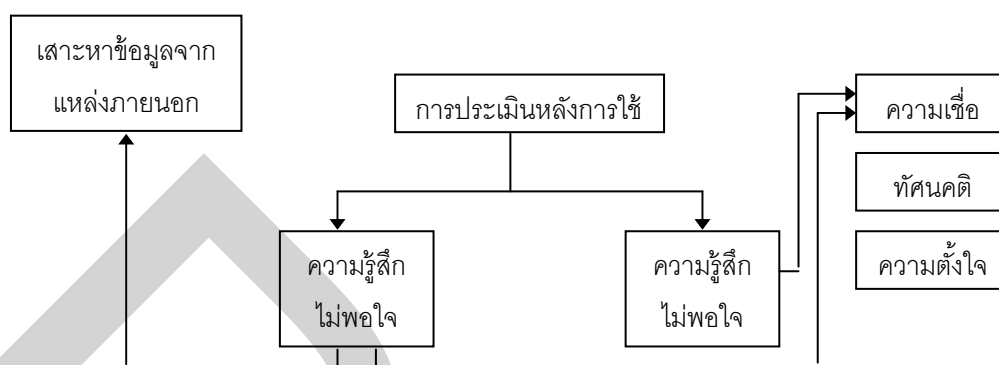 เสาะหาข้อมูลจาก
แหล่งภายนอก
การประเมินหลังการใช้
ความเชื่อ
ทัศนคติ
ความตั้งใจ
ความรู้สึก
ไม่พอใจ
ความรู้สึก
ไม่พอใจ